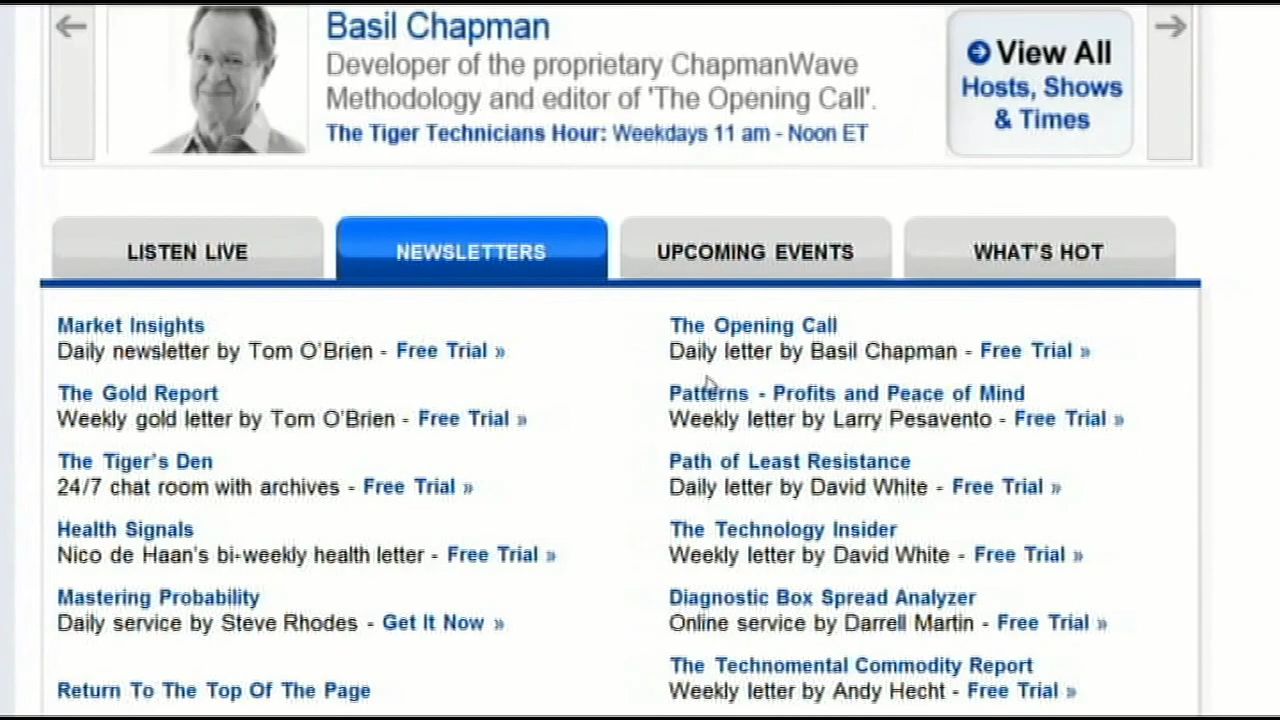 Basil Chapman
Developer of the proprietary ChapmanWave
Methodology and editor of 'The Opening Call'.
The Tiger Technicians Hour: Weekdays 11 am - Noon ET
View All
Hosts, Shows
& Times
LISTEN LIVE
NEWSLETTERS
UPCOMING EVENTS
WHAT'S HOT
Market Insights
Daily newsletter by Tom O'Brien - Free Trial »
The Gold Report
Weekly gold letter by Tom O'Brien - Free Trial »
The Tiger's Den
24/7 chat room with archives - Free Trial »
Health Signals
Nico de Haan's bi-weekly health letter - Free Trial »
Mastering Probability
Daily service by Steve Rhodes - Get It Now »
Return To The Top Of The Page
The Opening Call
Daily letter by Basil Chapman - Free Trial »
Patterns - Profits and Peace of Mind
Weekly letter by Larry Pesavento - Free Trial »
Path of Least Resistance
Daily letter by David White - Free Trial »
The Technology Insider
Weekly letter by David White - Free Trial »
Diagnostic Box Spread Analyzer
Online service by Darrell Martin - Free Trial »
The Technomental Commodity Report
Weekly letter by Andy Hecht - Free Trial »